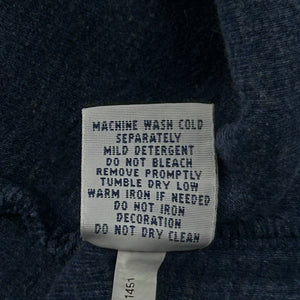 MACHINE WASH COLD
SEPARATELY
MILD DETERGENT
DO NOT BLEACH
REMOVE PROMPTLY
TUMBLE DRY LOW
WARM IRON IF NEEDED
DO NOT IRON
DECORATION
DO NOT DRY CLEAN
1451